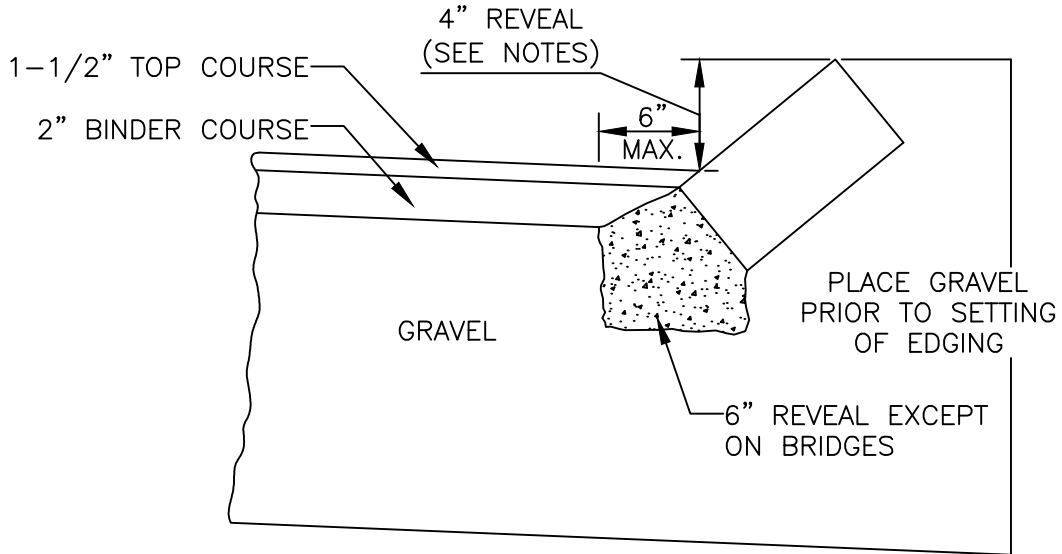 4” REVEAL
(SEE NOTES)
1–1/2” TOP COURSE
2” BINDER COURSE
6”
MAX.
GRAVEL
PLACE GRAVEL
PRIOR TO SETTING
OF EDGING
6” REVEAL EXCEPT
ON BRIDGES